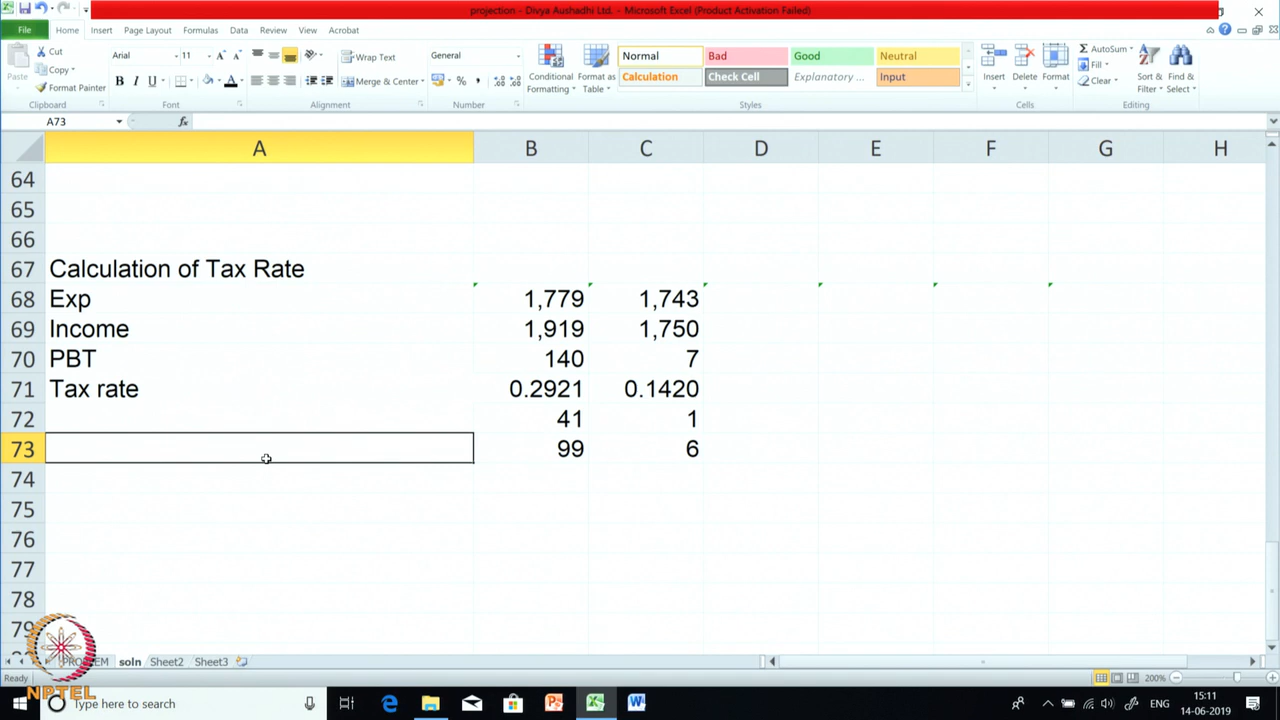 projection - Divya Aushadhi Ltd. - Microsoft Excel (Product Activation Failed)
File Home Insert Page Layout Formulas Data Review View Acrobat
Paste Cut Copy Format Painter Clipboard
Arial 11 A A B I U A Font
Wrap Text Merge & Center Alignment
General % , Number
Conditional Formatting Format as Table
Normal Bad Good Neutral
Calculation Check Cell Explanatory ... Input
Styles
Insert Delete Format Cells
Σ AutoSum Fill Clear Sort & Filter Find & Select Editing
A73 fx
A B C D E F G H
64
65
66
67 Calculation of Tax Rate
68 Exp 1,779 1,743
69 Income 1,919 1,750
70 PBT 140 7
71 Tax rate 0.2921 0.1420
72 41 1
73 99 6
74
75
76
77
78
79
soln Sheet2 Sheet3
Ready 200%
NPTEL
Type here to search
ENG 15:11
14-06-2019